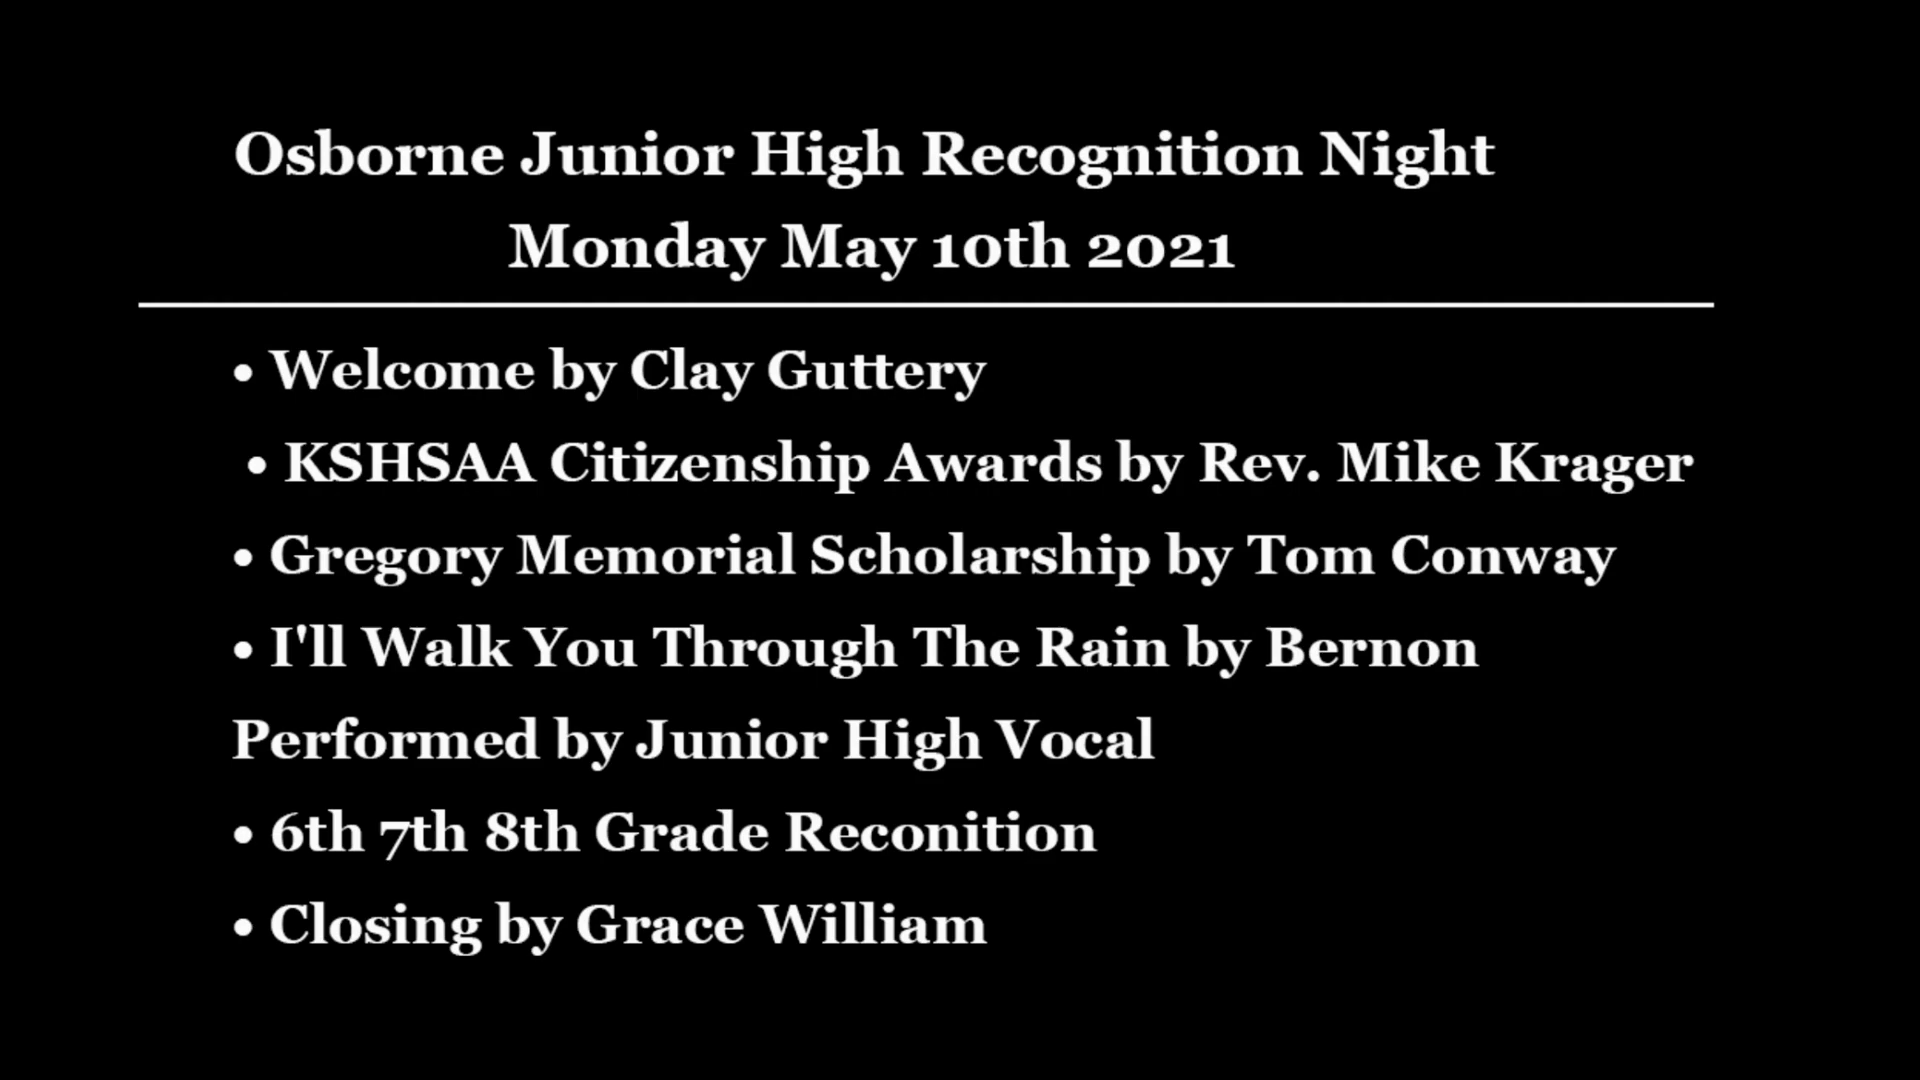 Osborne Junior High Recognition Night
Monday May 10th 2021
• Welcome by Clay Guttery
• KSHSAA Citizenship Awards by Rev. Mike Krager
• Gregory Memorial Scholarship by Tom Conway
• I'll Walk You Through The Rain by Bernon
Performed by Junior High Vocal
• 6th 7th 8th Grade Reconition
• Closing by Grace William